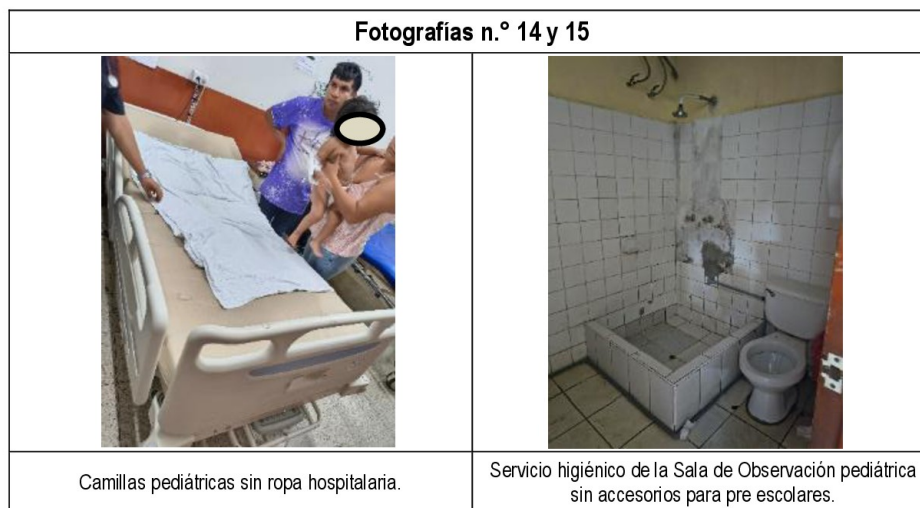 Fotografías n.° 14 y 15
Camillas pediátricas sin ropa hospitalaria.
Servicio higiénico de la Sala de Observación pediátrica
sin accesorios para pre escolares.